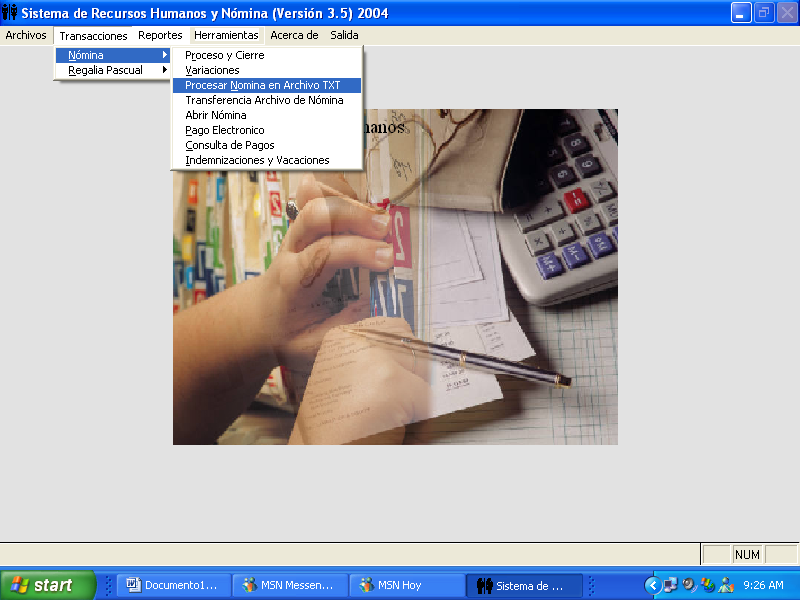 Sistema de Recursos Humanos y Nómina (Versión 3.5) 2004
Archivos Transacciones Reportes Herramientas Acerca de Salida
Nómina
Regalia Pascual
Proceso y Cierre
Variaciones
Procesar Nomina en Archivo TXT
Transferencia Archivo de Nómina
Abrir Nómina
Pago Electronico
Consulta de Pagos
Indemnizaciones y Vacaciones
manos
NUM
start
Documento1...
MSN Messen...
MSN Hoy
Sistema de ...
9:26 AM